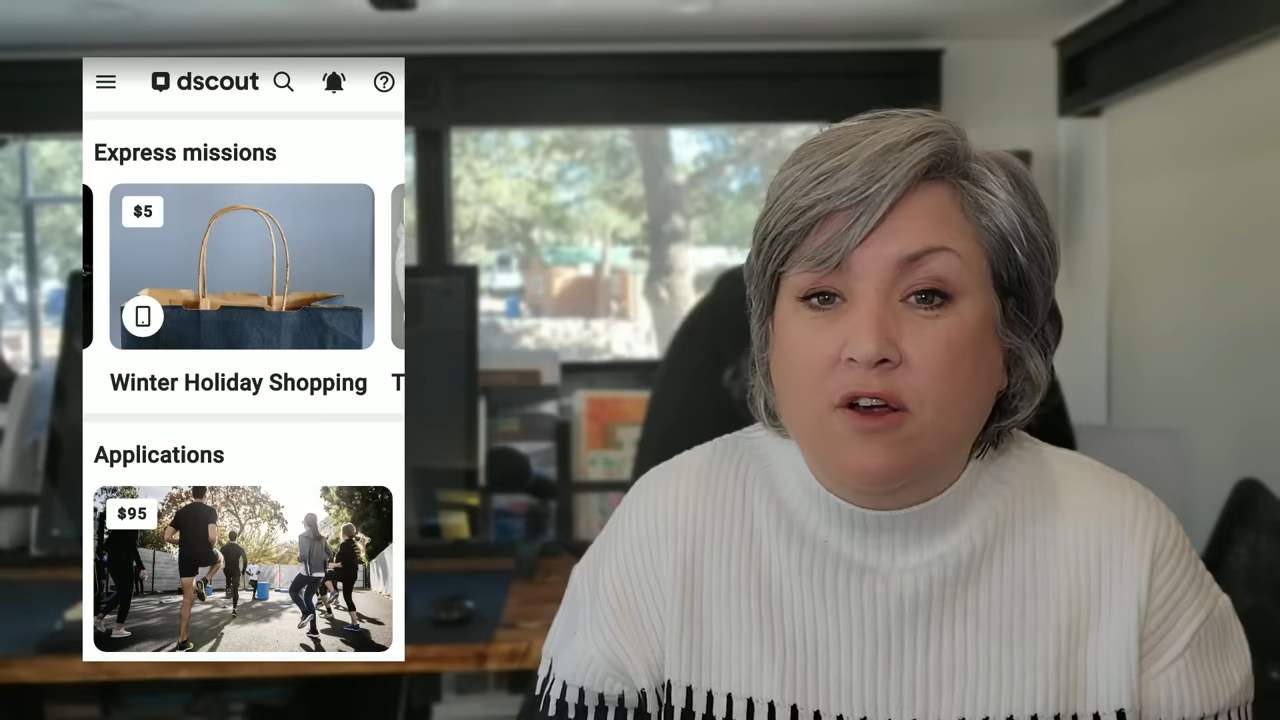 dscout
Express missions
$5
Winter Holiday Shopping
T
Applications
$95